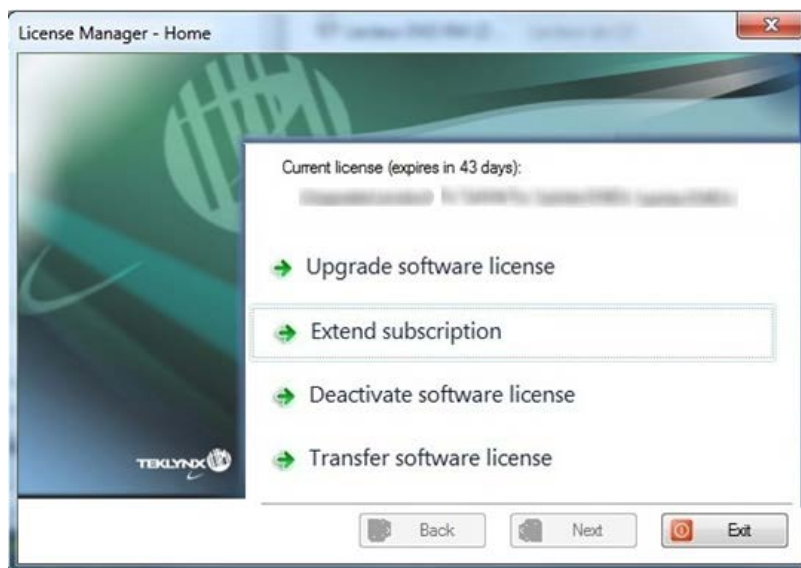 License Manager - Home
Current license (expires in 43 days):
Upgrade software license
Extend subscription
Deactivate software license
Transfer software license
TEKLYNX
Back
Next
Exit